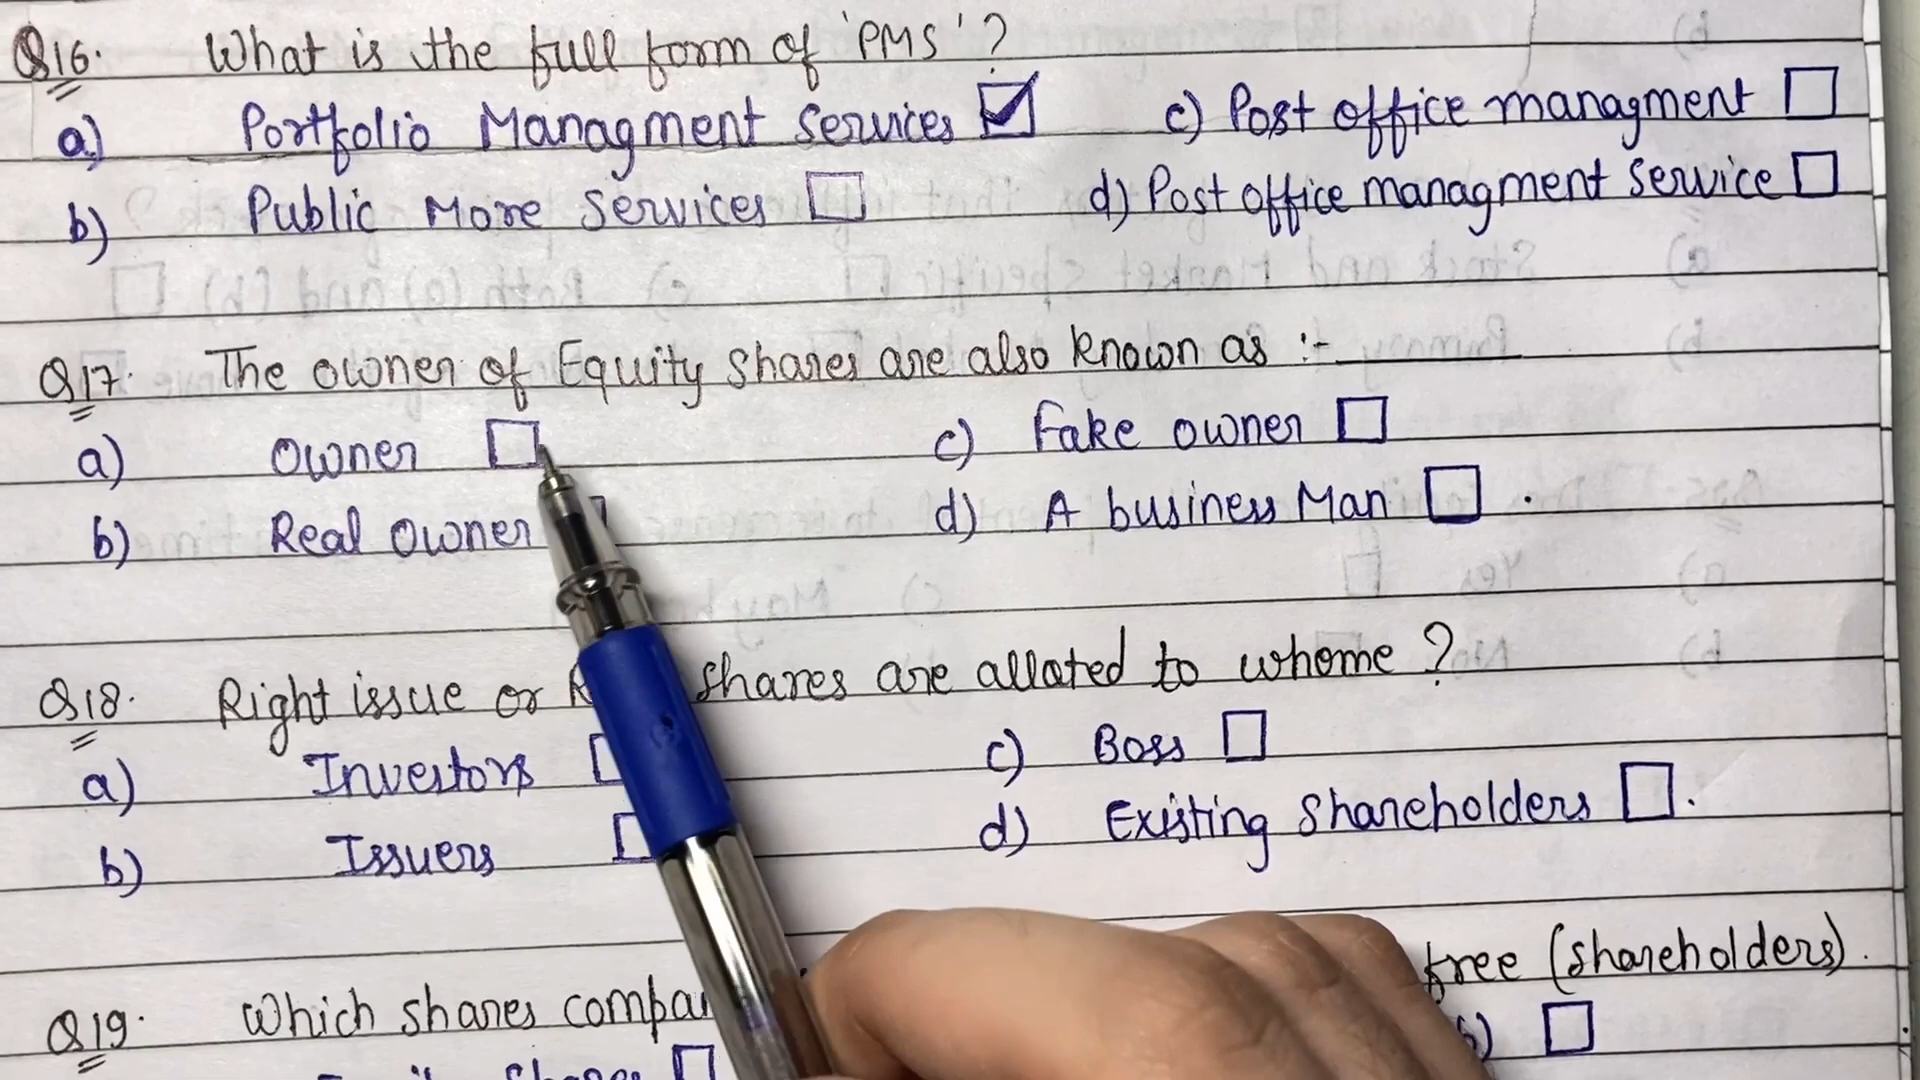 Q16. What is the full form of 'PMS'?
a) Portfolio Managment Services
c) Post office managment
b) Public More Services
d) Post office managment service
Q17. The owner of Equity shares are also known as :-
a) Owner
c) Fake owner
b) Real owner
d) A business Man .
Q18. Right issue or shares are allated to whome ?
a) Investors
c) Boss
b) Issuers
d) Existing Shareholders .
Q19. Which shares free (shareholders).